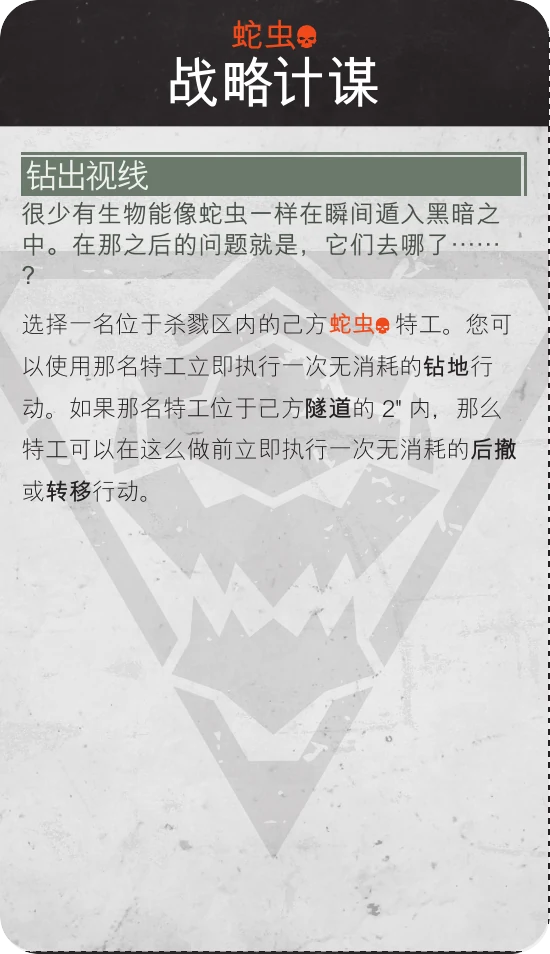 蛇虫
战略计谋
钻出视线
很少有生物能像蛇虫一样在瞬间遁入黑暗之
中。在那之后的问题就是，它们去哪了……
？
选择一名位于杀戮区内的己方蛇虫 特工。您可
以使用那名特工立即执行一次无消耗的钻地行
动。如果那名特工位于己方隧道的 2" 内，那么
特工可以在这么做前立即执行一次无消耗的后撤
或转移行动。